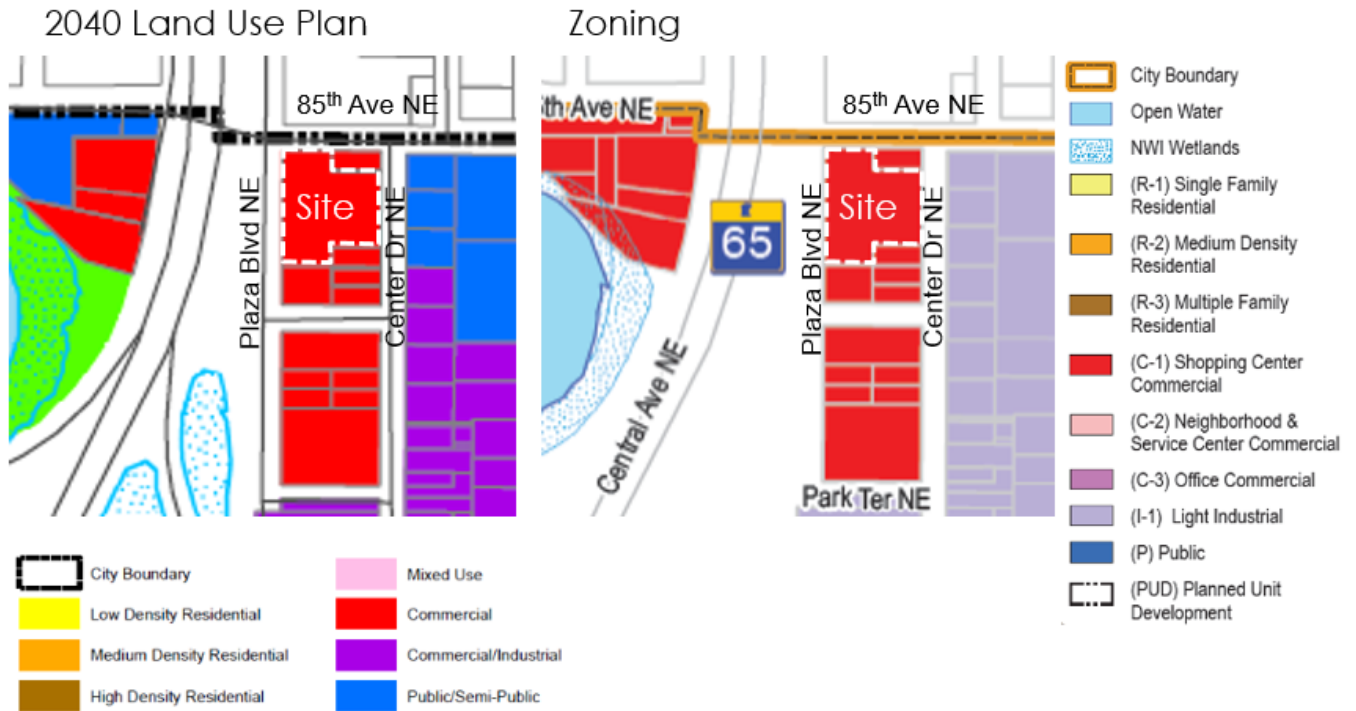 2040 Land Use Plan
Zoning
85th Ave NE
Plaza Blvd NE
Site
Center Dr NE
5th Ave NE
85th Ave NE
65
Plaza Blvd NE
Site
Center Dr NE
Central Ave NE
Park Ter NE
City Boundary
Open Water
NWI Wetlands
(R-1) Single Family
Residential
(R-2) Medium Density
Residential
(R-3) Multiple Family
Residential
(C-1) Shopping Center
Commercial
(C-2) Neighborhood &
Service Center Commercial
(C-3) Office Commercial
(I-1) Light Industrial
(P) Public
(PUD) Planned Unit
Development
City Boundary
Low Density Residential
Medium Density Residential
High Density Residential
Mixed Use
Commercial
Commercial/Industrial
Public/Semi-Public